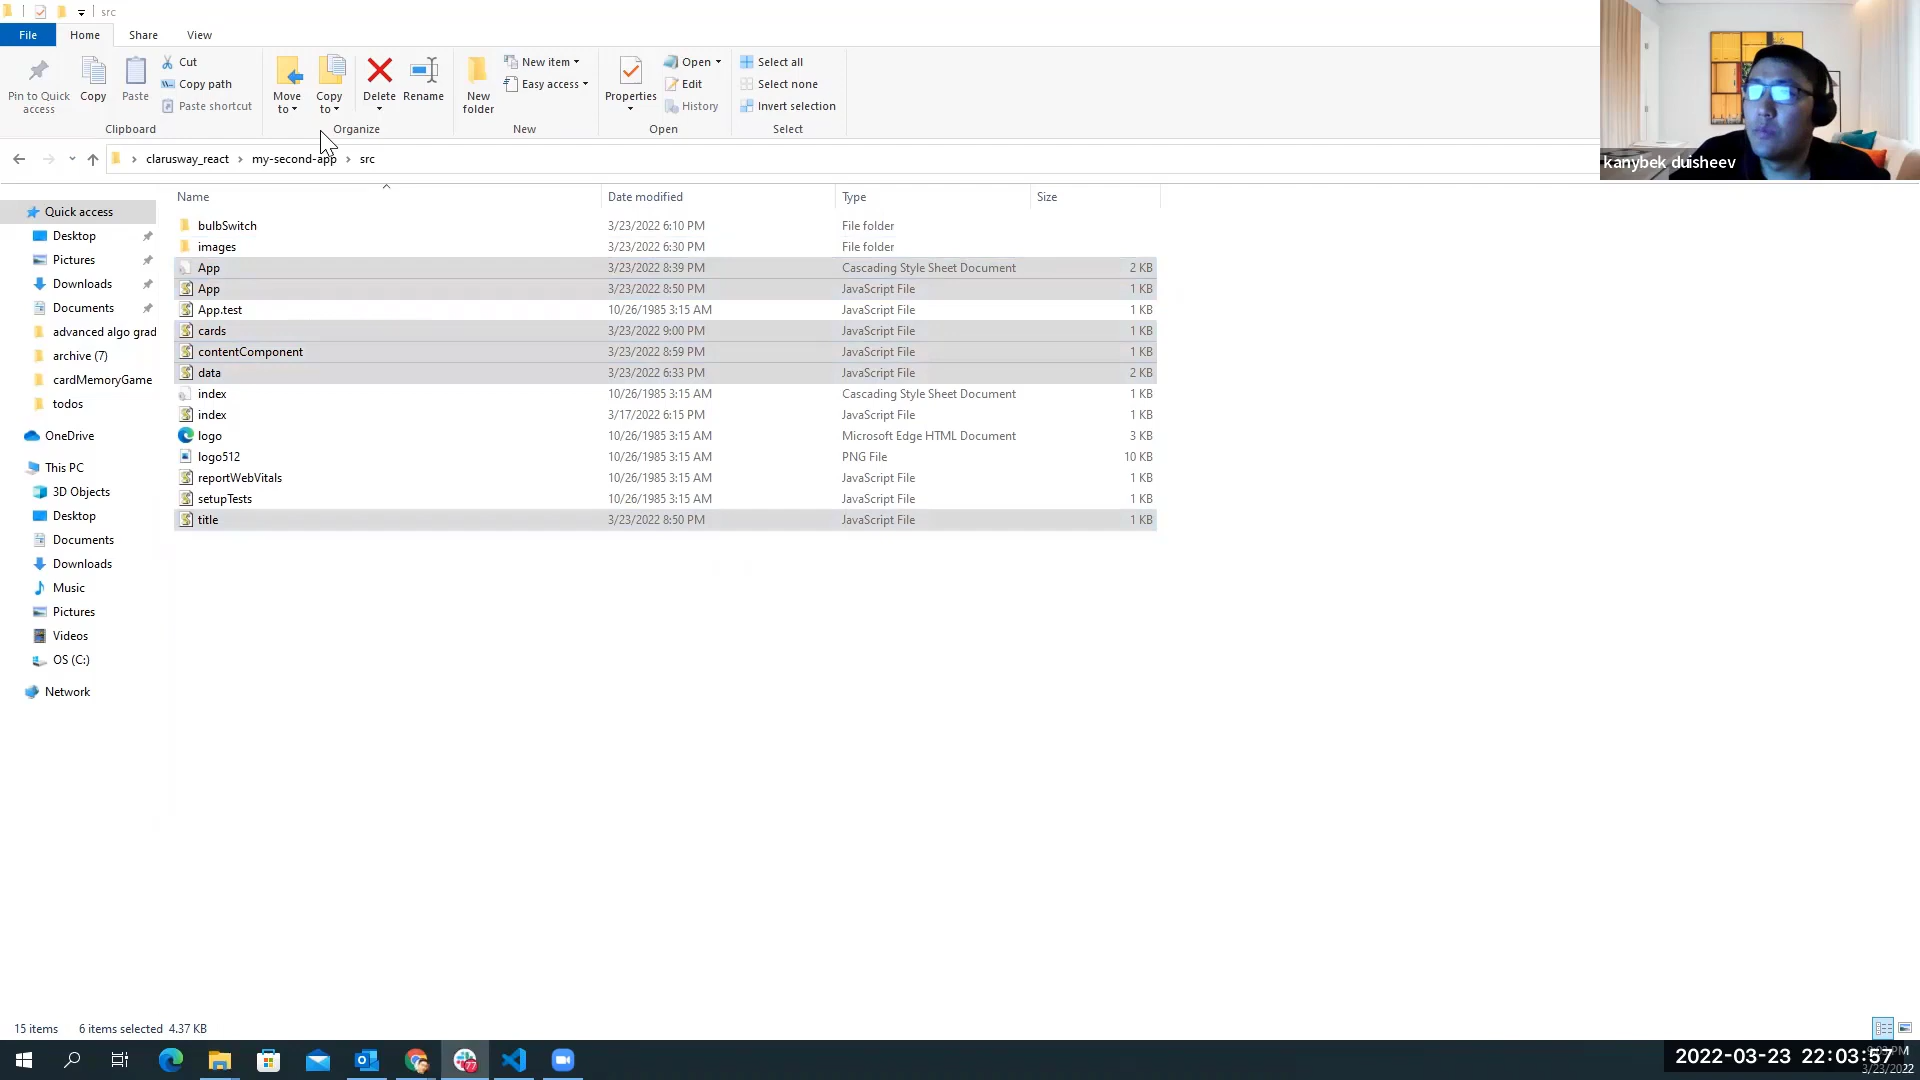 src
File Home Share View
Pin to Quick access
Copy
Paste
Cut
Copy path
Paste shortcut
Clipboard
Move to
Copy to
Delete
Rename
Organize
New folder
New item
Easy access
New
Properties
Open
Edit
History
Open
Select all
Select none
Invert selection
Select
clarusway_react > my-second-app > src
kanybek duisheev
Name Date modified Type Size
Quick access
Desktop
Pictures
Downloads
Documents
advanced algo grad
archive (7)
cardMemoryGame
todos
OneDrive
This PC
3D Objects
Desktop
Documents
Downloads
Music
Pictures
Videos
OS (C:)
Network
bulbSwitch 3/23/2022 6:10 PM File folder
images 3/23/2022 6:30 PM File folder
App 3/23/2022 8:39 PM Cascading Style Sheet Document 2 KB
App 3/23/2022 8:50 PM JavaScript File 1 KB
App.test 10/26/1985 3:15 AM JavaScript File 1 KB
cards 3/23/2022 9:00 PM JavaScript File 1 KB
contentComponent 3/23/2022 8:59 PM JavaScript File 1 KB
data 3/23/2022 6:33 PM JavaScript File 2 KB
index 10/26/1985 3:15 AM Cascading Style Sheet Document 1 KB
index 3/17/2022 6:15 PM JavaScript File 1 KB
logo 10/26/1985 3:15 AM Microsoft Edge HTML Document 3 KB
logo512 10/26/1985 3:15 AM PNG File 10 KB
reportWebVitals 10/26/1985 3:15 AM JavaScript File 1 KB
setupTests 10/26/1985 3:15 AM JavaScript File 1 KB
title 3/23/2022 8:50 PM JavaScript File 1 KB
15 items 6 items selected 4.37 KB
77
2022-03-23 22:03:57
3/23/2022